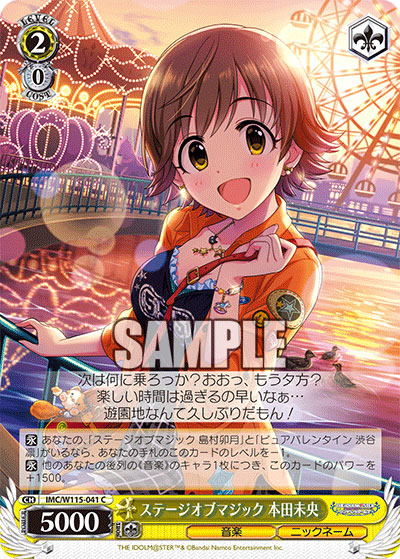 LEVEL
2
0
COST
SAMPLE
次は何に乗ろっか？おおっ、もう夕方？
楽しい時間は過ぎるの早いなぁ…
遊園地なんて久しぶりだもん！
永 あなたの、「ステージオブマジック 島村卯月」と「ピュアバレンタイン 渋谷
凛」がいるなら、あなたの手札のこのカードのレベルを－1。
永 他のあなたの後列の《音楽》のキャラ1枚につき、このカードのパワーを
＋1500。
CH IMC/W115-041 C
5000
ステージオブマジック 本田未央
音楽 ニックネーム
THE IDOLM@STER™ & ©Bandai Namco Entertainment Inc.